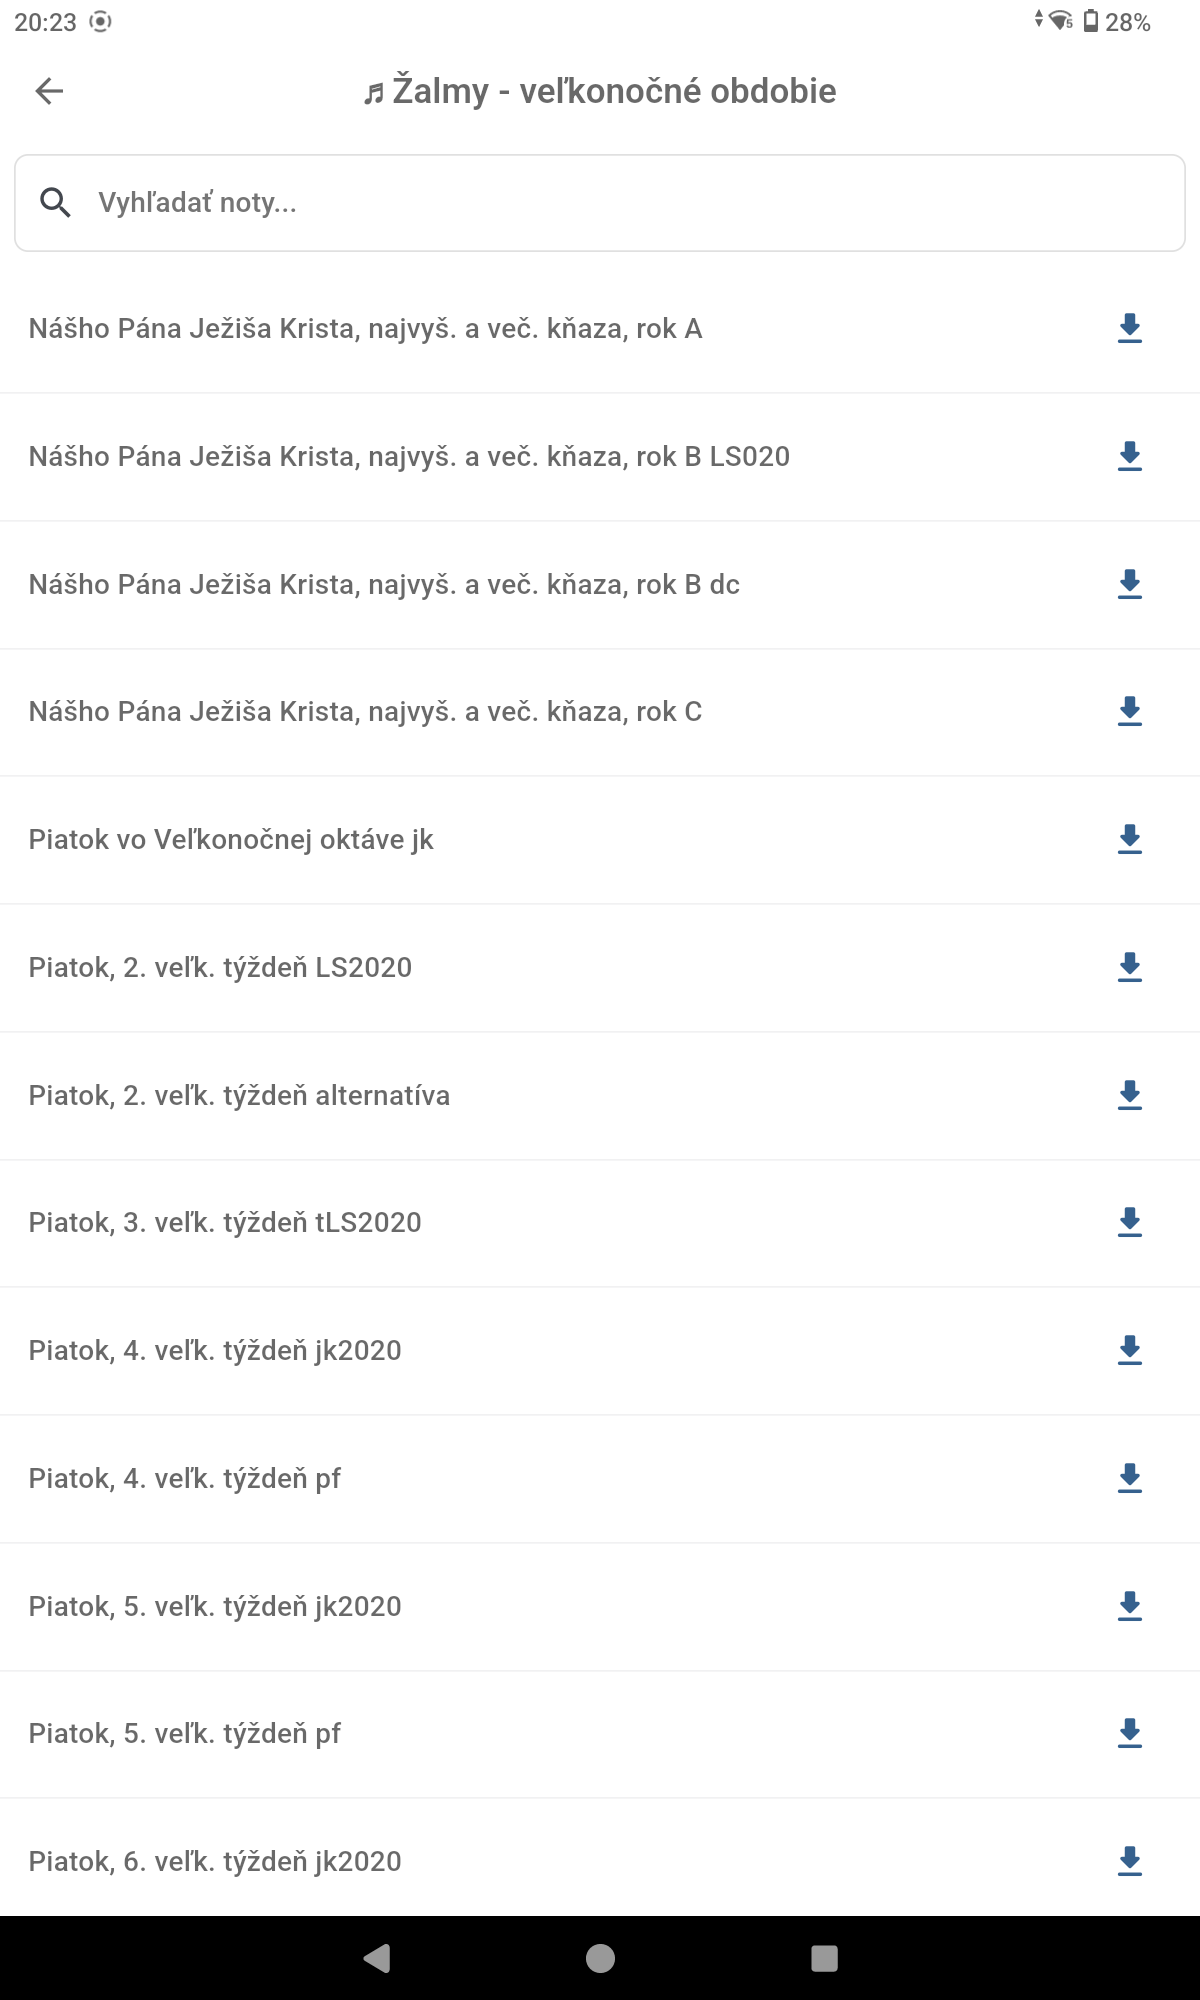 20:23
28%
♬ Žalmy - veľkonočné obdobie
Vyhľadať noty...
Nášho Pána Ježiša Krista, najvyš. a več. kňaza, rok A
Nášho Pána Ježiša Krista, najvyš. a več. kňaza, rok B LS020
Nášho Pána Ježiša Krista, najvyš. a več. kňaza, rok B dc
Nášho Pána Ježiša Krista, najvyš. a več. kňaza, rok C
Piatok vo Veľkonočnej oktáve jk
Piatok, 2. veľk. týždeň LS2020
Piatok, 2. veľk. týždeň alternatíva
Piatok, 3. veľk. týždeň tLS2020
Piatok, 4. veľk. týždeň jk2020
Piatok, 4. veľk. týždeň pf
Piatok, 5. veľk. týždeň jk2020
Piatok, 5. veľk. týždeň pf
Piatok, 6. veľk. týždeň jk2020